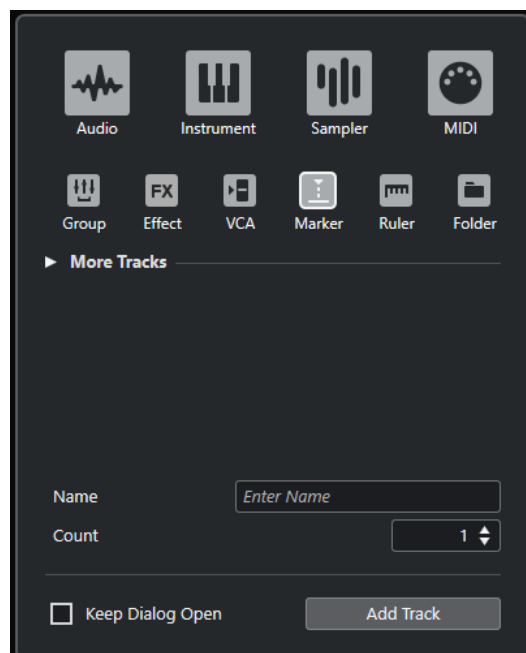 Audio Instrument Sampler MIDI
FX
Group Effect VCA Marker Ruler Folder
More Tracks
Name Enter Name
Count 1
Keep Dialog Open Add Track